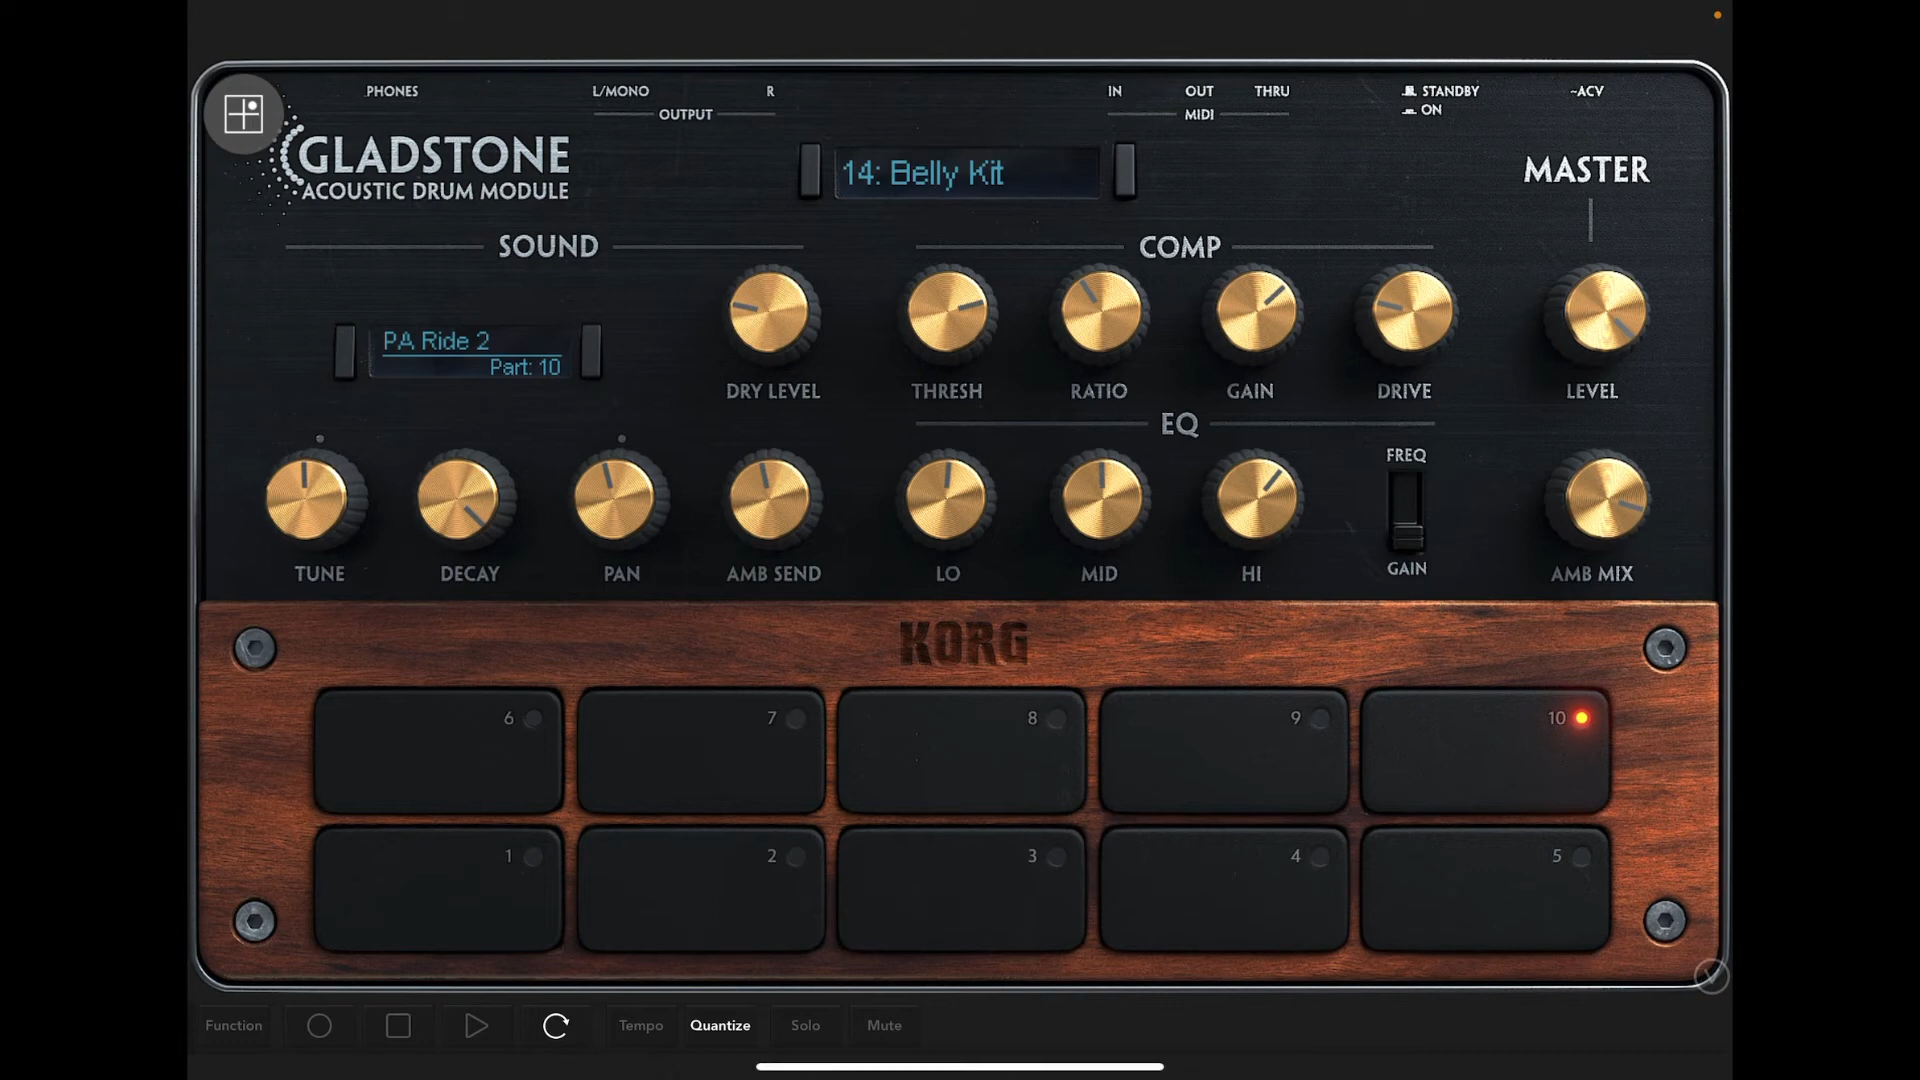 PHONES
L/MONO
R
OUTPUT
IN
OUT
THRU
MIDI
STANDBY
ON
~ACV
GLADSTONE
ACOUSTIC DRUM MODULE
14: Belly Kit
MASTER
SOUND
COMP
PA Ride 2
Part: 10
DRY LEVEL
THRESH
RATIO
GAIN
DRIVE
LEVEL
EQ
FREQ
GAIN
TUNE
DECAY
PAN
AMB SEND
LO
MID
HI
AMB MIX
KORG
6
7
8
9
10
1
2
3
4
5
Function
Tempo
Quantize
Solo
Mute